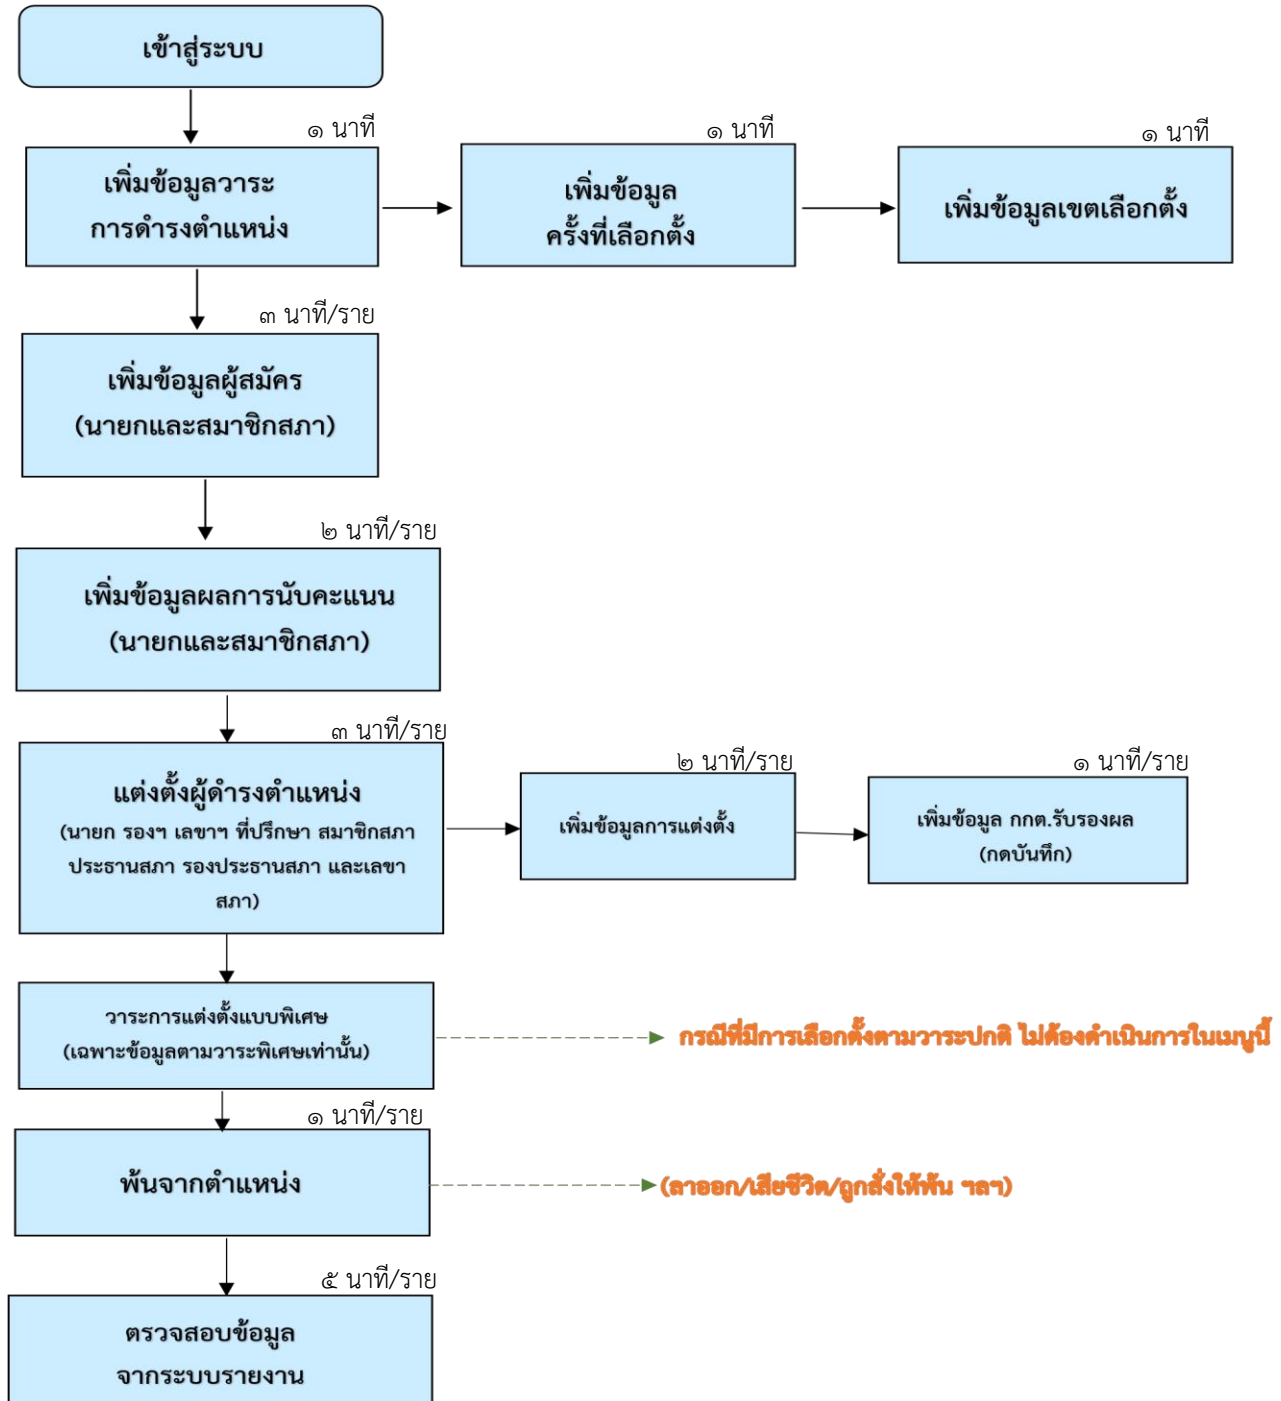 เข้าสู่ระบบ
๑ นาที
๑ นาที
๑ นาที
เพิ่มข้อมูลวาระ
การดำรงตำแหน่ง
เพิ่มข้อมูล
ครั้งที่เลือกตั้ง
เพิ่มข้อมูลเขตเลือกตั้ง
๓ นาที/ราย
เพิ่มข้อมูลผู้สมัคร
(นายกและสมาชิกสภา)
๒ นาที/ราย
เพิ่มข้อมูลผลการนับคะแนน
(นายกและสมาชิกสภา)
๓ นาที/ราย
๒ นาที/ราย
๑ นาที/ราย
แต่งตั้งผู้ดำรงตำแหน่ง
(นายก รองฯ เลขาฯ ที่ปรึกษา สมาชิกสภา
ประธานสภา รองประธานสภา และเลขา
สภา)
เพิ่มข้อมูลการแต่งตั้ง
เพิ่มข้อมูล กกต.รับรองผล
(กดบันทึก)
วาระการแต่งตั้งแบบพิเศษ
(เฉพาะข้อมูลตามวาระพิเศษเท่านั้น)
กรณีที่มีการเลือกตั้งตามวาระปกติ ไม่ต้องดำเนินการในเมนูนี้
๑ นาที/ราย
พ้นจากตำแหน่ง
(ลาออก/เสียชีวิต/ถูกสั่งให้พ้น ฯลฯ)
๕ นาที/ราย
ตรวจสอบข้อมูล
จากระบบรายงาน